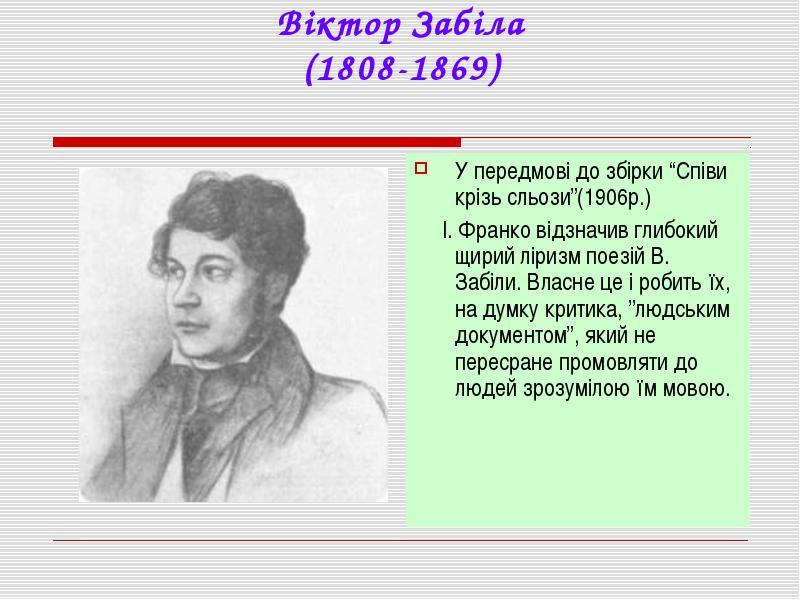 Віктор Забіла
(1808-1869)
У передмові до збірки “Співи
крізь сльози”(1906р.)
І. Франко відзначив глибокий
щирий ліризм поезій В.
Забіли. Власне це і робить їх,
на думку критика, ”людським
документом”, який не
пересране промовляти до
людей зрозумілою їм мовою.